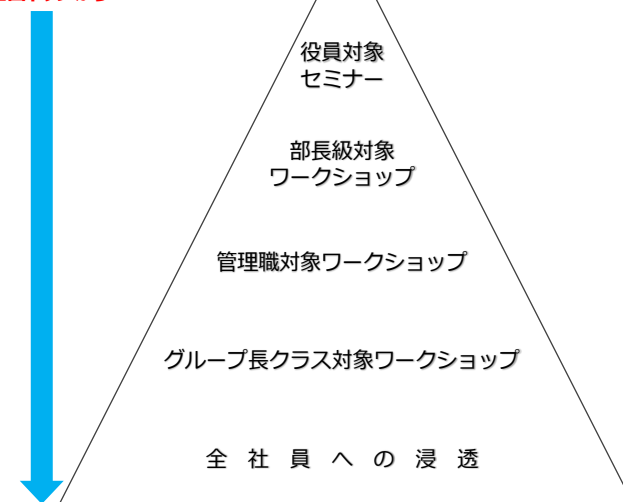 役員対象
セミナー
部長級対象
ワークショップ
管理職対象ワークショップ
グループ長クラス対象ワークショップ
全社員への浸透